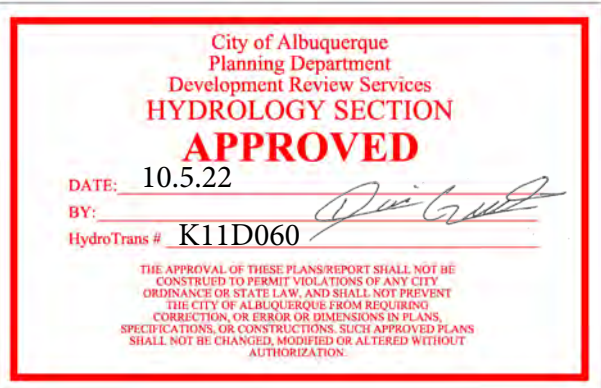 City of Albuquerque
Planning Department
Development Review Services
HYDROLOGY SECTION
APPROVED
DATE: 10.5.22
BY:
HydroTrans # K11D060
THE APPROVAL OF THESE PLANS/REPORT SHALL NOT BE
CONSTRUED TO PERMIT VIOLATIONS OF ANY CITY
ORDINANCE OR STATE LAW, AND SHALL NOT PREVENT
THE CITY OF ALBUQUERQUE FROM REQUIRING
CORRECTION, OR ERROR OR DIMENSIONS IN PLANS,
SPECIFICATIONS, OR CONSTRUCTIONS. SUCH APPROVED PLANS
SHALL NOT BE CHANGED, MODIFIED OR ALTERED WITHOUT
AUTHORIZATION.